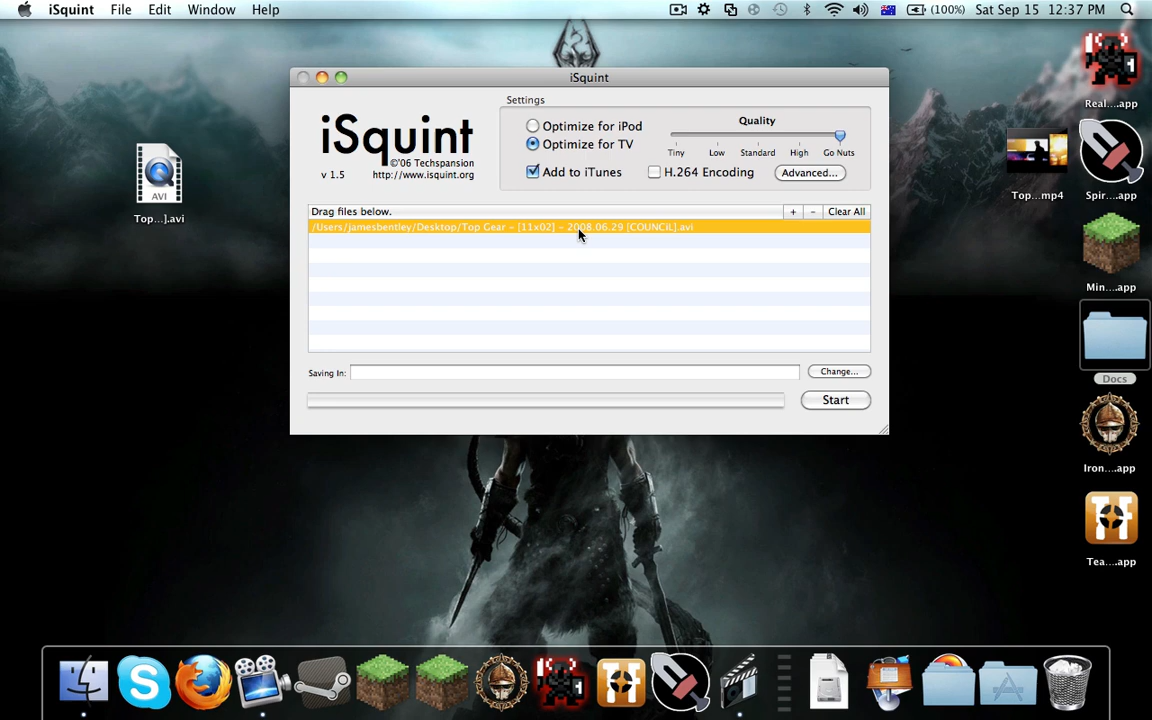 iSquint File Edit Window Help (100%) Sat Sep 15 12:37 PM
iSquint
Settings
iSquint
©'06 Techspansion
v 1.5 http://www.isquint.org
Optimize for iPod
Optimize for TV
Add to iTunes
H.264 Encoding
Quality
Tiny Low Standard High Go Nuts
Advanced...
Drag files below. + - Clear All
/Users/jamesbentley/Desktop/Top Gear - [11x02] - 2008.06.29 [COUNCiL].avi
Saving In: Change...
Start
AVI
Top...].avi
Real....app
Top...mp4
Spir....app
Min....app
Docs
Iron....app
Tea....app